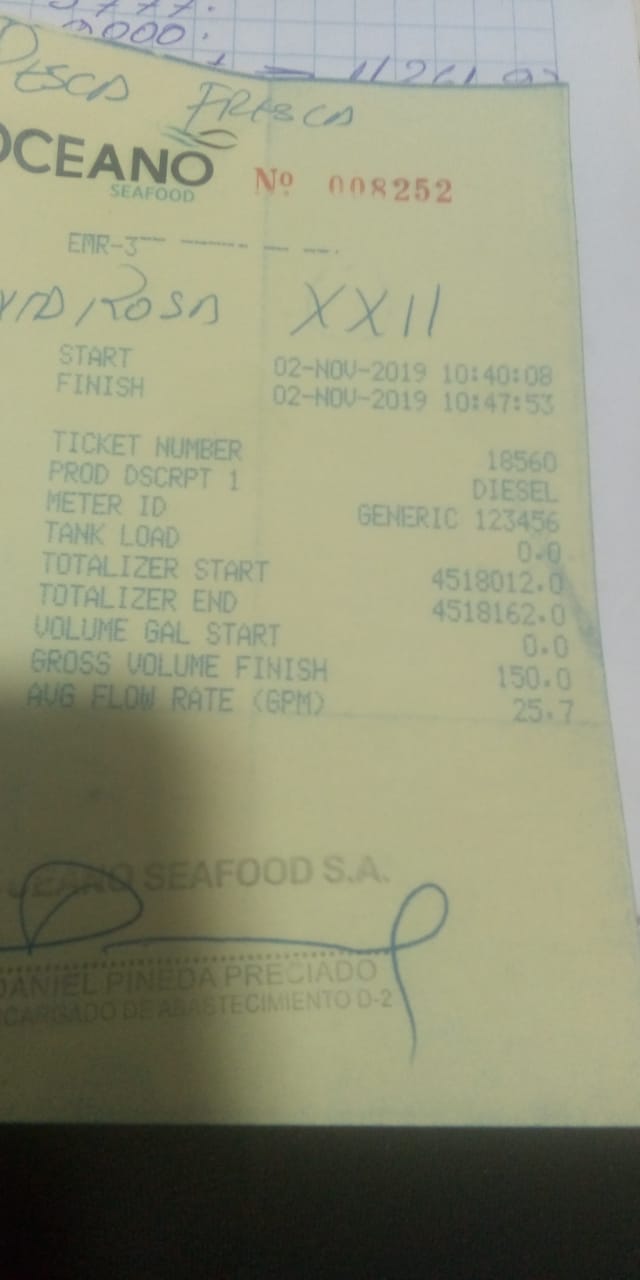 2000.
PESCA FRESCA
OCEANO
SEAFOOD
Nº 008252
EMR-3
ROSA XXII
START 02-NOV-2019 10:40:08
FINISH 02-NOV-2019 10:47:53
TICKET NUMBER 18560
PROD DSCRPT 1 DIESEL
METER ID GENERIC 123456
TANK LOAD 0.0
TOTALIZER START 4518012.0
TOTALIZER END 4518162.0
VOLUME GAL START 0.0
GROSS VOLUME FINISH 150.0
AVG FLOW RATE (GPM) 25.7
SEAFOOD S.A.
DANIEL PINEDA PRECIADO
DE ABASTECIMIENTO D-2